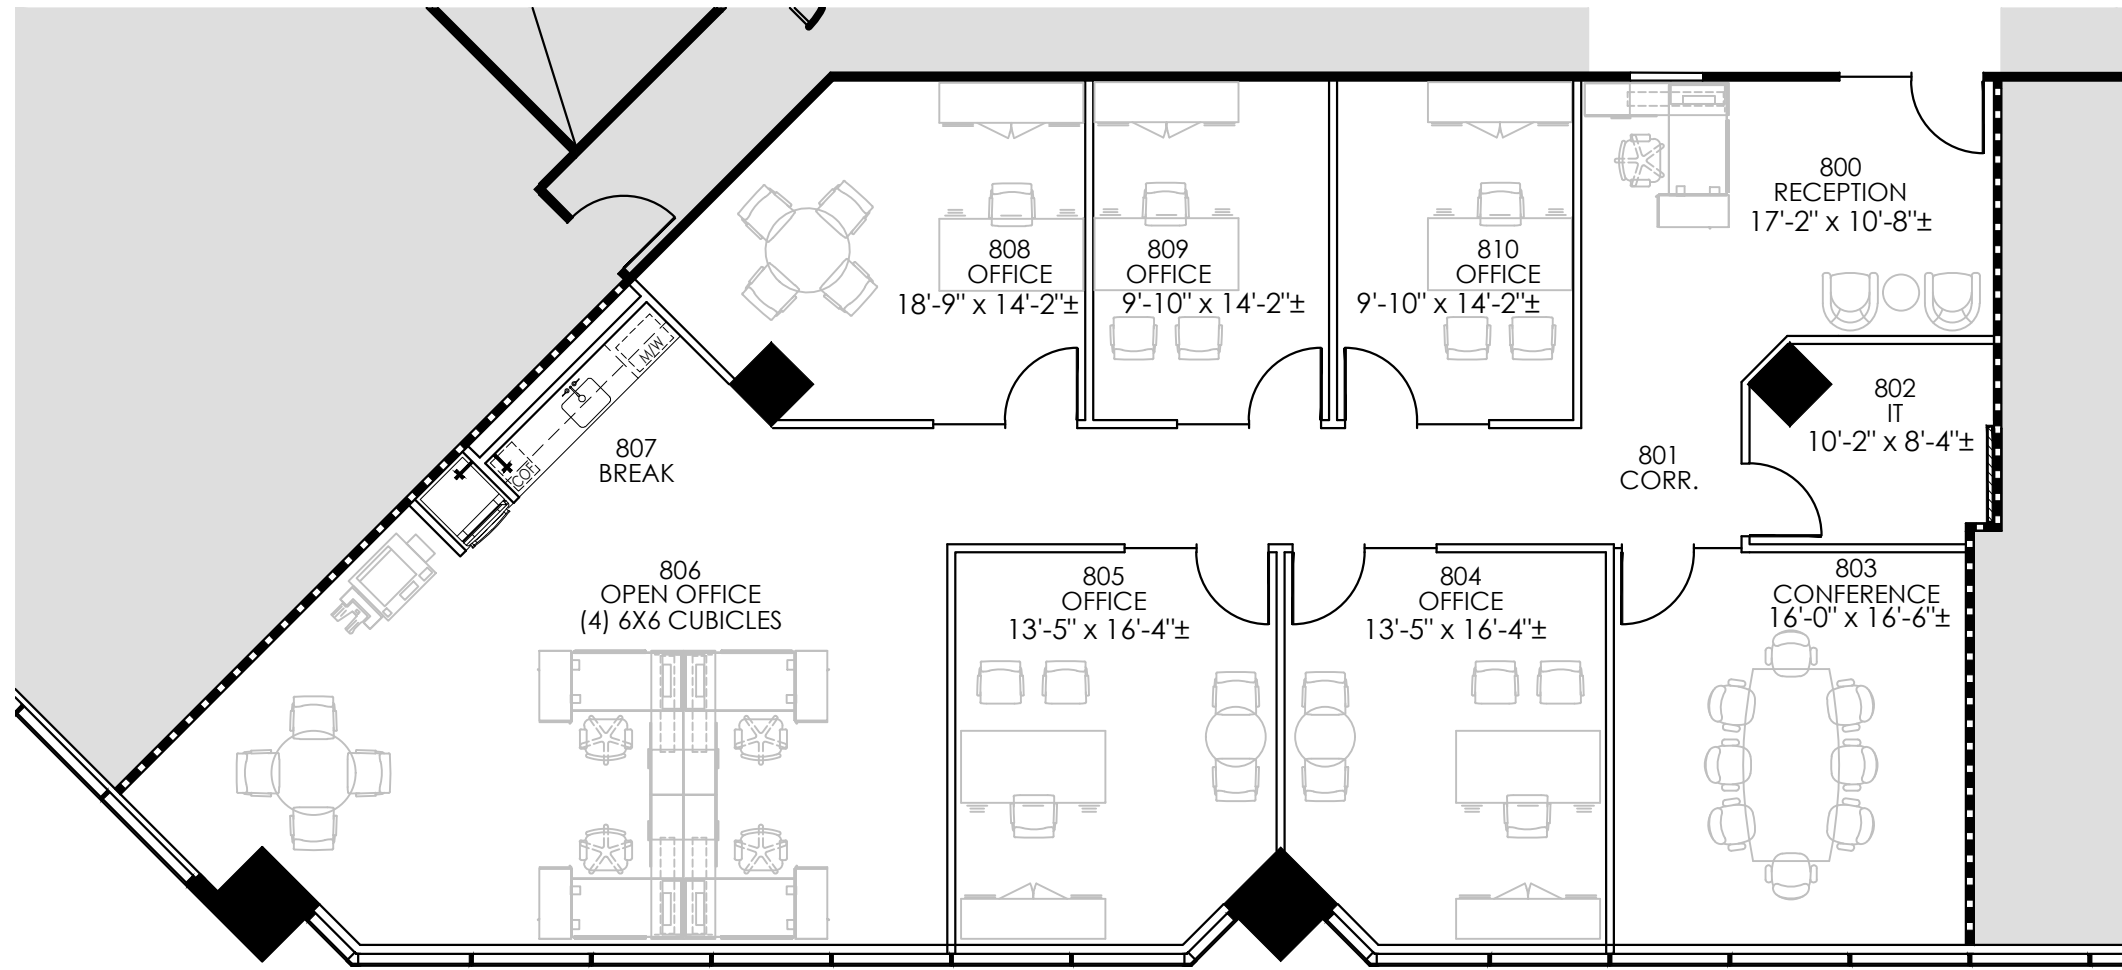 800
RECEPTION
17'-2" x 10'-8"±
808
OFFICE
18'-9" x 14'-2"±
809
OFFICE
9'-10" x 14'-2"±
810
OFFICE
9'-10" x 14'-2"±
M/W
802
IT
10'-2" x 8'-4"±
807
BREAK
COF
801
CORR.
806
OPEN OFFICE
(4) 6X6 CUBICLES
805
OFFICE
13'-5" x 16'-4"±
804
OFFICE
13'-5" x 16'-4"±
803
CONFERENCE
16'-0" x 16'-6"±